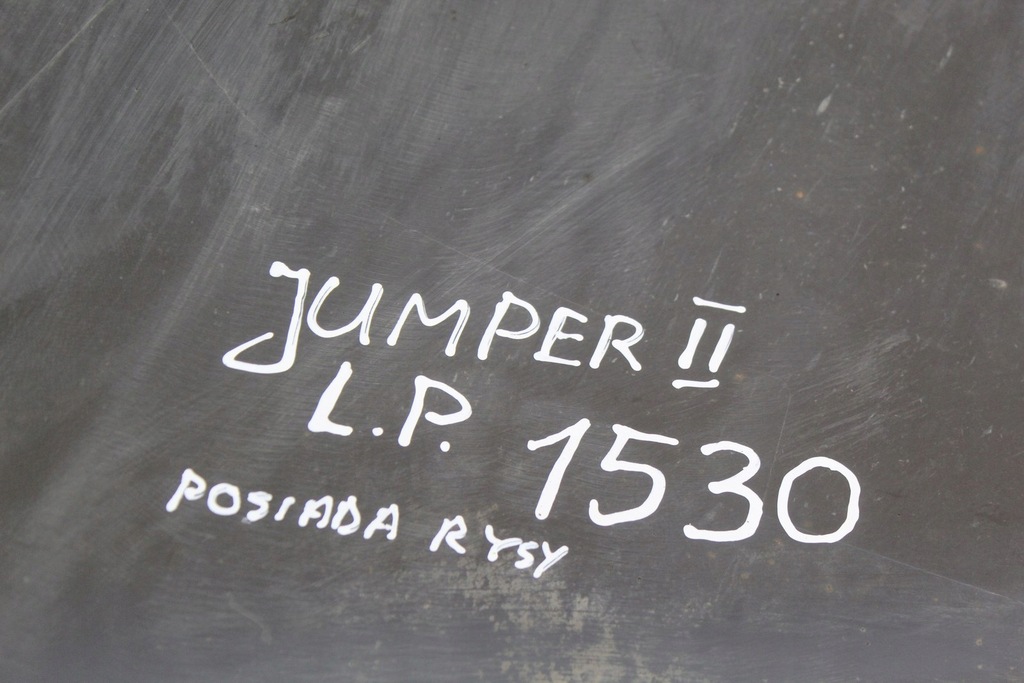 JUMPER II
L.P. 1530
POSIADA RYSY